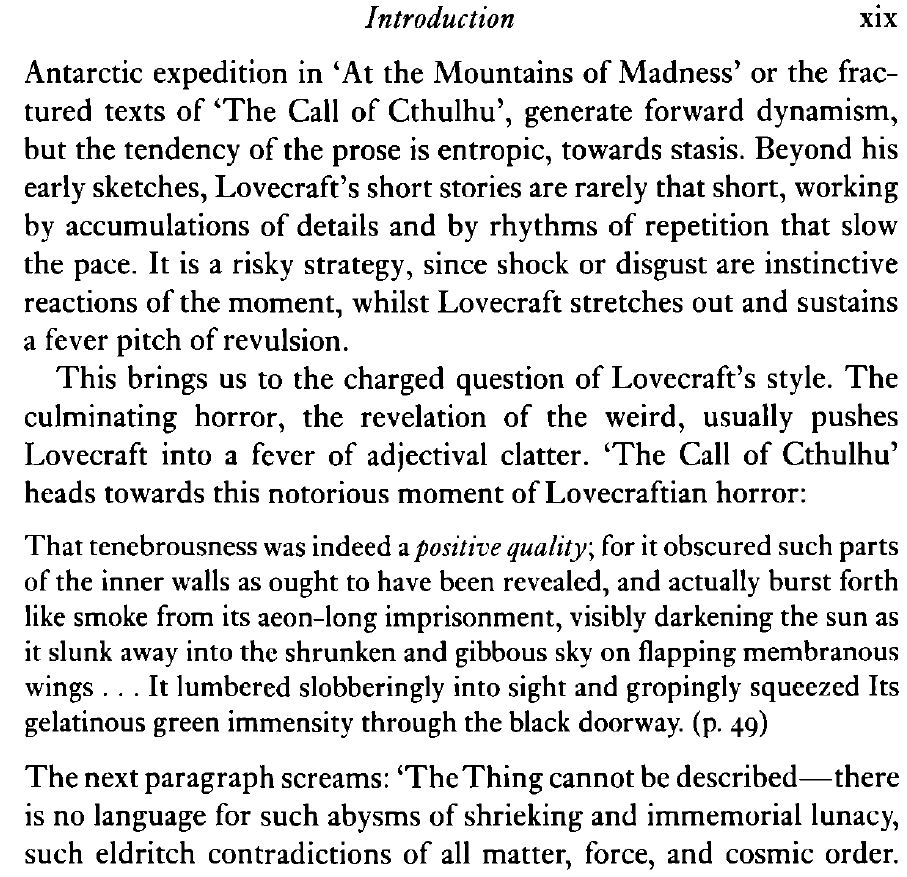 Introduction xix
Antarctic expedition in ‘At the Mountains of Madness’ or the frac-
tured texts of ‘The Call of Cthulhu’, generate forward dynamism,
but the tendency of the prose is entropic, towards stasis. Beyond his
early sketches, Lovecraft’s short stories are rarely that short, working
by accumulations of details and by rhythms of repetition that slow
the pace. It is a risky strategy, since shock or disgust are instinctive
reactions of the moment, whilst Lovecraft stretches out and sustains
a fever pitch of revulsion.
This brings us to the charged question of Lovecraft’s style. The
culminating horror, the revelation of the weird, usually pushes
Lovecraft into a fever of adjectival clatter. ‘The Call of Cthulhu’
heads towards this notorious moment of Lovecraftian horror:
That tenebrousness was indeed a positive quality; for it obscured such parts
of the inner walls as ought to have been revealed, and actually burst forth
like smoke from its aeon-long imprisonment, visibly darkening the sun as
it slunk away into the shrunken and gibbous sky on flapping membranous
wings . . . It lumbered slobberingly into sight and gropingly squeezed Its
gelatinous green immensity through the black doorway. (p. 49)
The next paragraph screams: ‘The Thing cannot be described—there
is no language for such abysms of shrieking and immemorial lunacy,
such eldritch contradictions of all matter, force, and cosmic order.